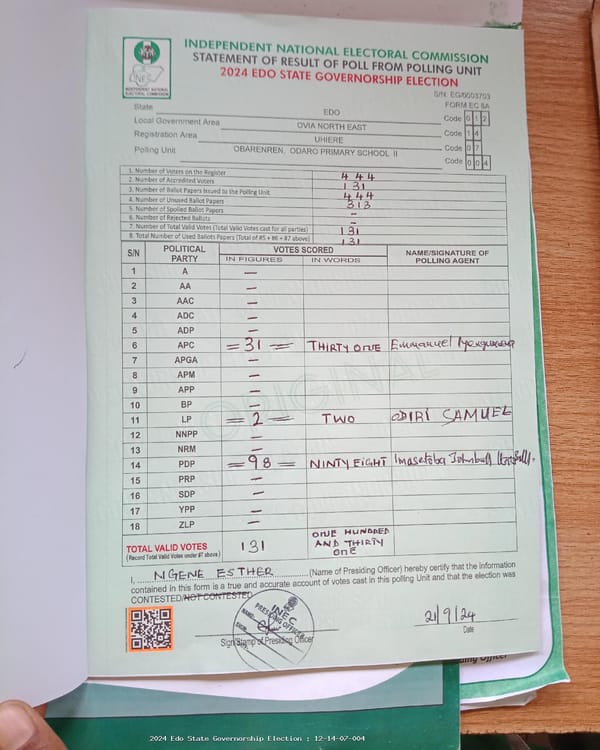 INDEPENDENT NATIONAL ELECTORAL COMMISSION
STATEMENT OF RESULT OF POLL FROM POLLING UNIT
2024 EDO STATE GOVERNORSHIP ELECTION
INEC
INDEPENDENT NATIONAL ELECTORAL COMMISSION
S/N: EG/0003703
FORM EC 8A
State EDO Code 0 1 2
Local Government Area OVIA NORTH EAST Code 1 4
Registration Area UHIERE Code 0 7
Polling Unit OBARENREN, ODARO PRIMARY SCHOOL II Code 0 0 4
1. Number of Voters on the Register 444
2. Number of Accredited Voters 131
3. Number of Ballot Papers Issued to the Polling Unit 444
4. Number of Unused Ballot Papers 313
5. Number of Spoiled Ballot Papers –
6. Number of Rejected Ballots –
7. Number of Total Valid Votes (Total Valid Votes cast for all parties) 131
8. Total Number of Used Ballots Papers (Total of #5 + #6 + #7 above) 131
S/N POLITICAL PARTY VOTES SCORED NAME/SIGNATURE OF POLLING AGENT
IN FIGURES IN WORDS
1 A —
2 AA —
3 AAC —
4 ADC —
5 ADP —
6 APC =31= THIRTY ONE Emmanuel
7 APGA —
8 APM —
9 APP —
10 BP —
11 LP =2= TWO ODIRI SAMUEL
12 NNPP —
13 NRM —
14 PDP =98= NINTY EIGHT
15 PRP —
16 SDP —
17 YPP —
18 ZLP —
ORIGINAL
TOTAL VALID VOTES 131 ONE HUNDRED AND THIRTY ONE
(Record Total Valid Votes under #7 above)
I, NGENE ESTHER (Name of Presiding Officer) hereby certify that the information
contained in this form is a true and accurate account of votes cast in this polling Unit and that the election was
CONTESTED/NOT CONTESTED
INEC
PRESIDING OFFICER
NAME:
SIGN:
Sign/Stamp of Presiding Officer
21/9/24
Date
ding Officer
2024 Edo State Governorship Election : 12-14-07-004